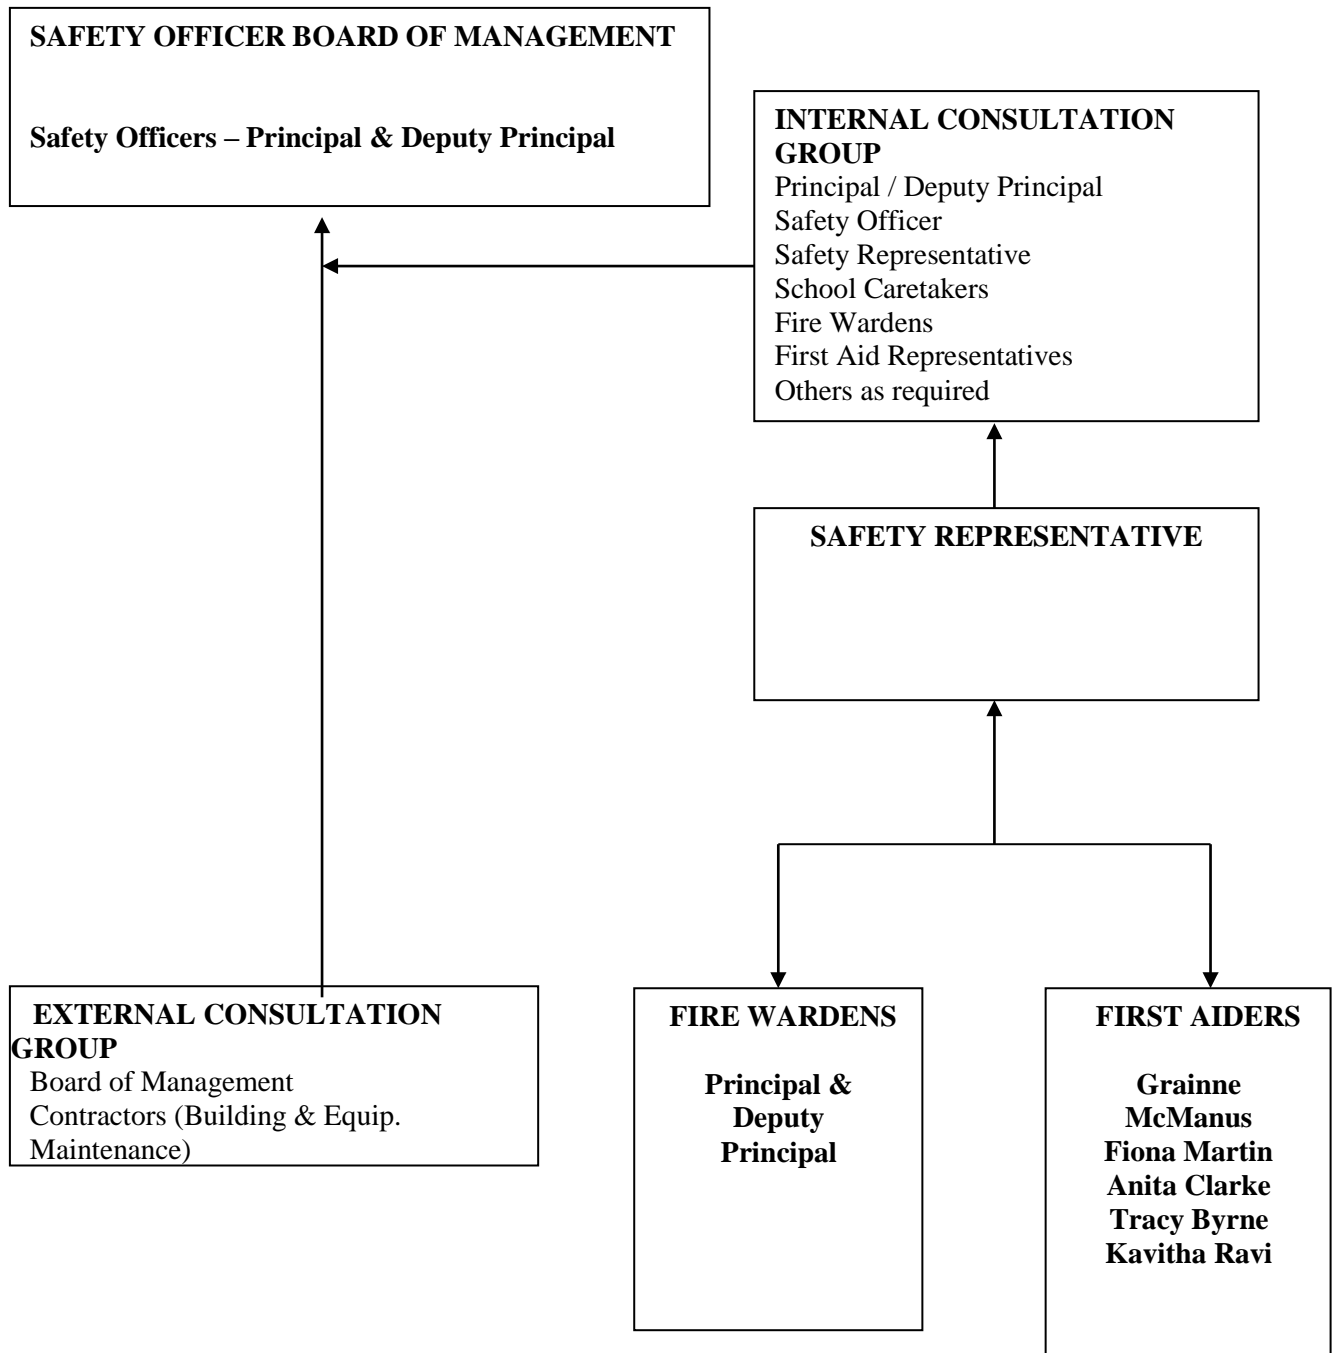 SAFETY OFFICER BOARD OF MANAGEMENT
Safety Officers – Principal & Deputy Principal
INTERNAL CONSULTATION
GROUP
Principal / Deputy Principal
Safety Officer
Safety Representative
School Caretakers
Fire Wardens
First Aid Representatives
Others as required
SAFETY REPRESENTATIVE
EXTERNAL CONSULTATION
GROUP
Board of Management
Contractors (Building & Equip.
Maintenance)
FIRE WARDENS
Principal &
Deputy
Principal
FIRST AIDERS
Grainne
McManus
Fiona Martin
Anita Clarke
Tracy Byrne
Kavitha Ravi